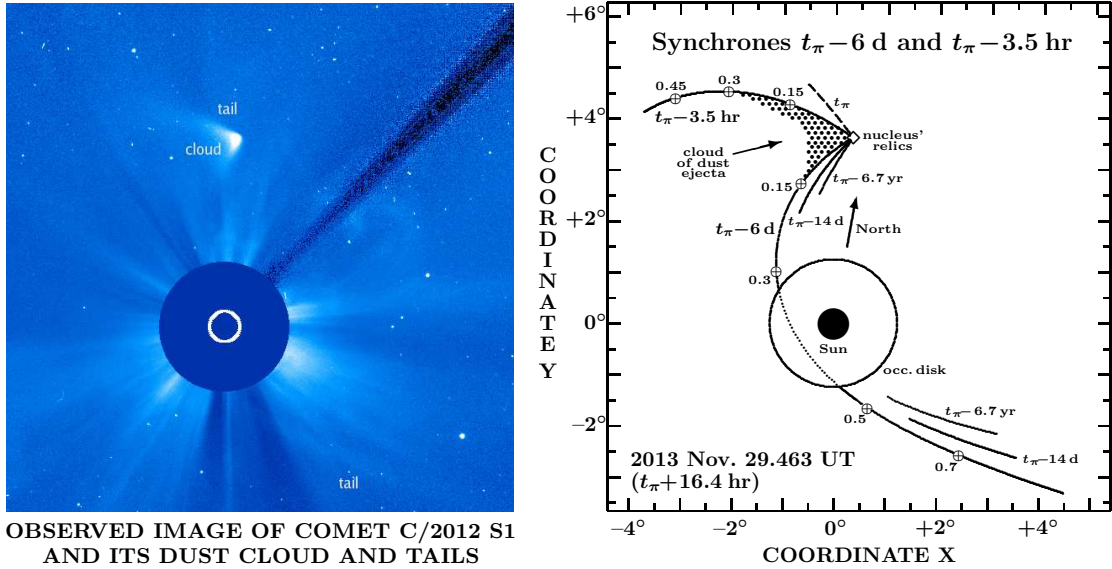 tail
cloud
tail
OBSERVED IMAGE OF COMET C/2012 S1
AND ITS DUST CLOUD AND TAILS
Synchrones tπ−6 d and tπ−3.5 hr
+6°
+4°
+2°
0°
−2°
COORDINATE Y
0.45
0.3
0.15
tπ
tπ−3.5 hr
nucleus'
relics
cloud
of dust
ejecta
0.15
tπ−6.7 yr
tπ−14 d
tπ−6 d
North
0.3
Sun
occ. disk
0.5
tπ−6.7 yr
tπ−14 d
0.7
2013 Nov. 29.463 UT
(tπ+16.4 hr)
−4°
−2°
0°
+2°
+4°
COORDINATE X